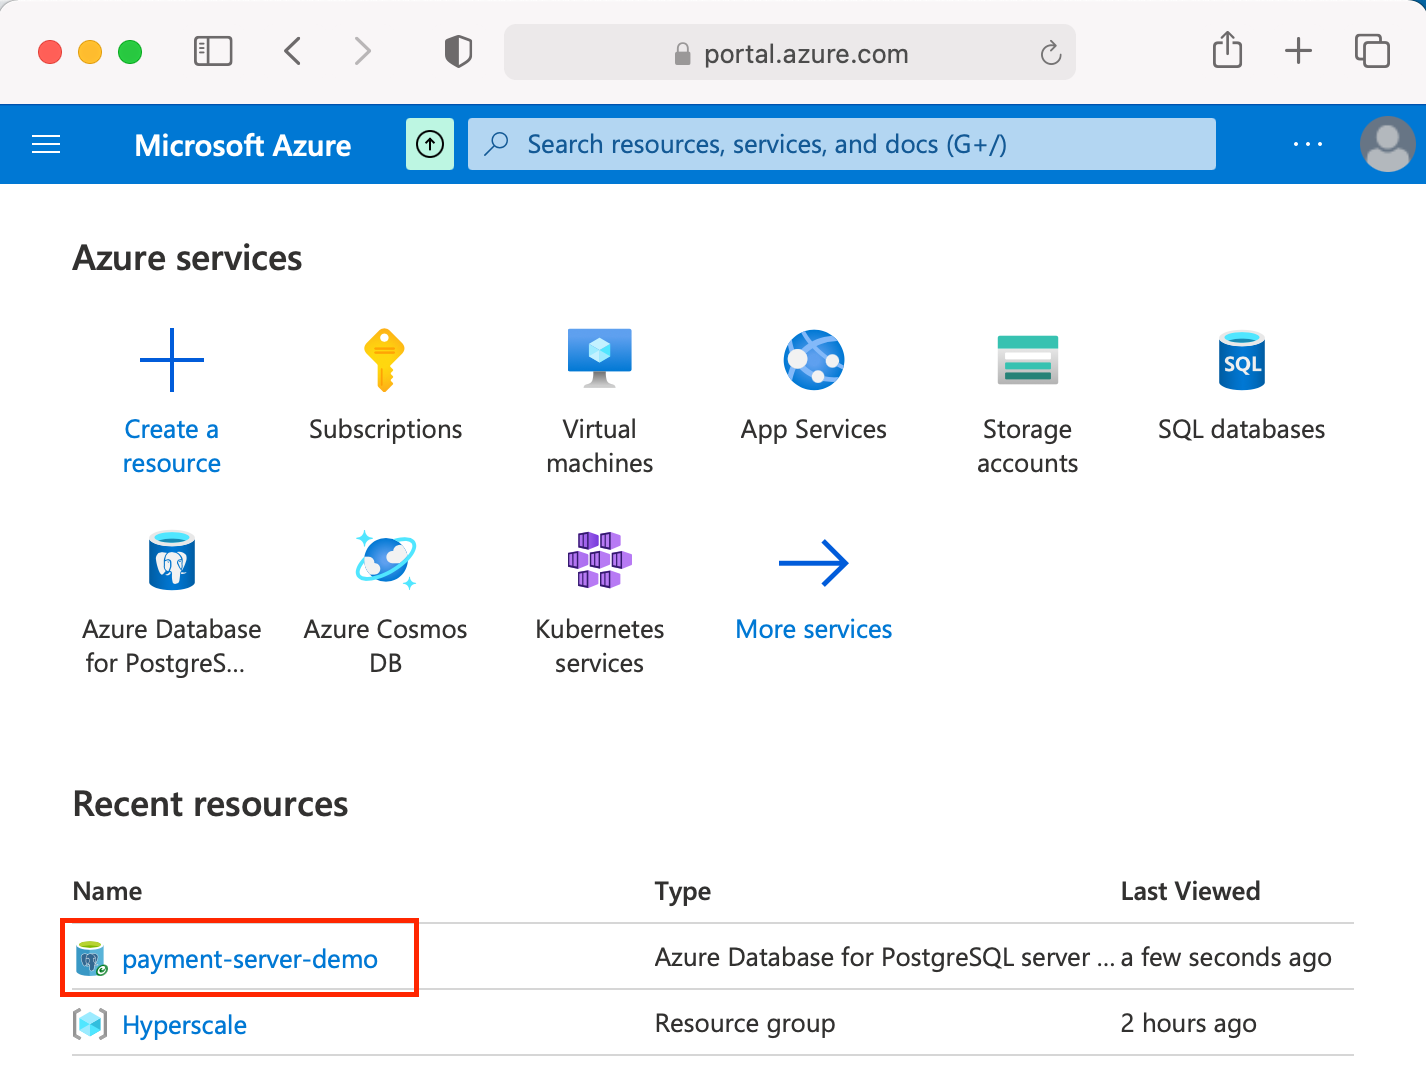 portal.azure.com
Microsoft Azure
Search resources, services, and docs (G+/)
Azure services
Create a
resource
Subscriptions
Virtual
machines
App Services
Storage
accounts
SQL
SQL databases
Azure Database
for PostgreS...
Azure Cosmos
DB
Kubernetes
services
More services
Recent resources
Name Type Last Viewed
payment-server-demo Azure Database for PostgreSQL server ... a few seconds ago
Hyperscale Resource group 2 hours ago